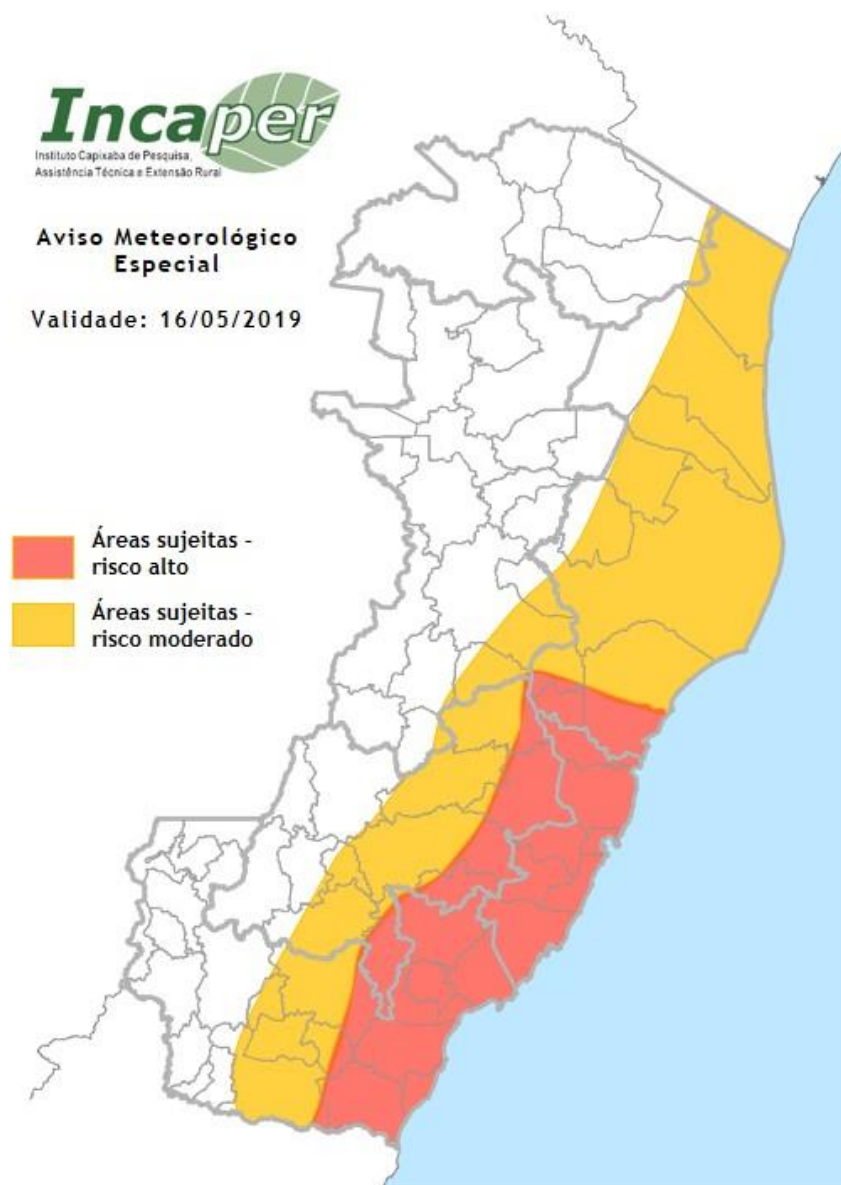 Incaper
Instituto Capixaba de Pesquisa,
Assistência Técnica e Extensão Rural
Aviso Meteorológico
Especial
Validade: 16/05/2019
Áreas sujeitas -
risco alto
Áreas sujeitas -
risco moderado